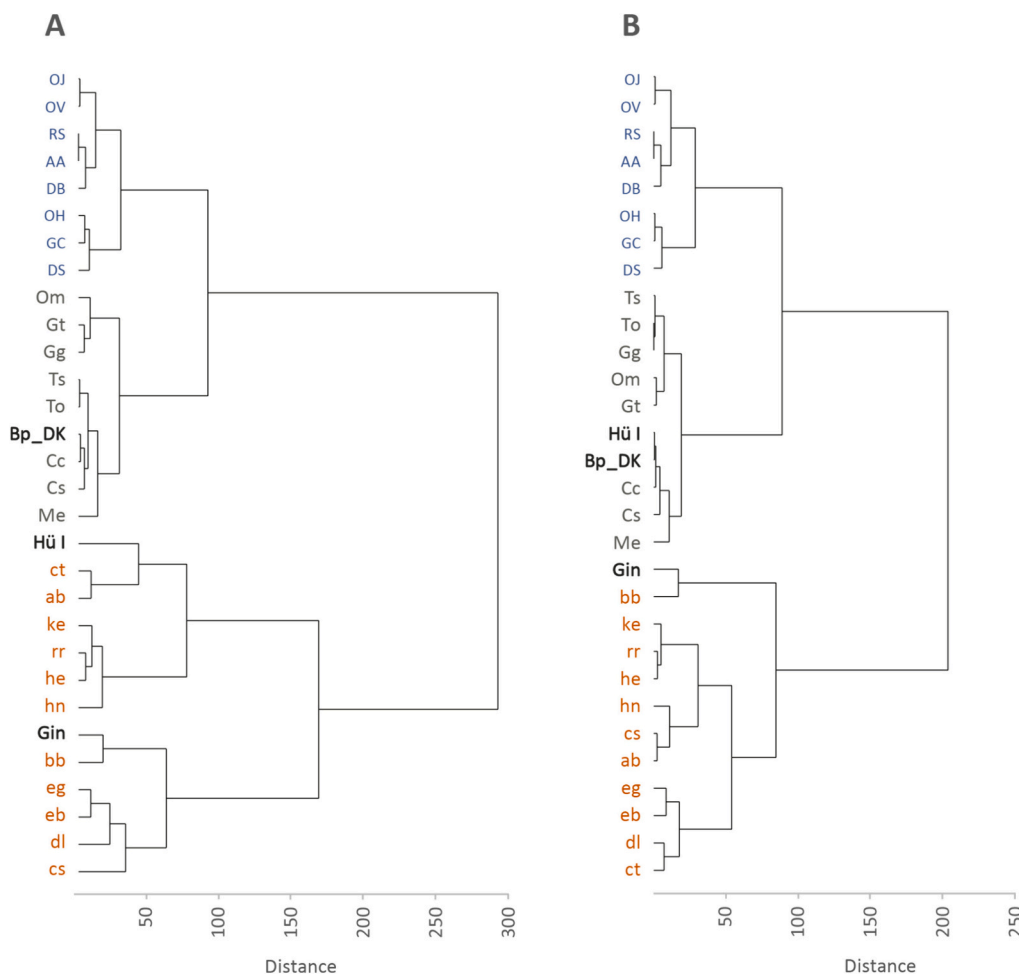 A
OJ
OV
RS
AA
DB
OH
GC
DS
Om
Gt
Gg
Ts
To
Bp_DK
Cc
Cs
Me
Hü I
ct
ab
ke
rr
he
hn
Gin
bb
eg
eb
dl
cs
50
100
150
200
250
300
Distance
B
OJ
OV
RS
AA
DB
OH
GC
DS
Ts
To
Gg
Om
Gt
Hü I
Bp_DK
Cc
Cs
Me
Gin
bb
ke
rr
he
hn
cs
ab
eg
eb
dl
ct
50
100
150
200
250
Distance